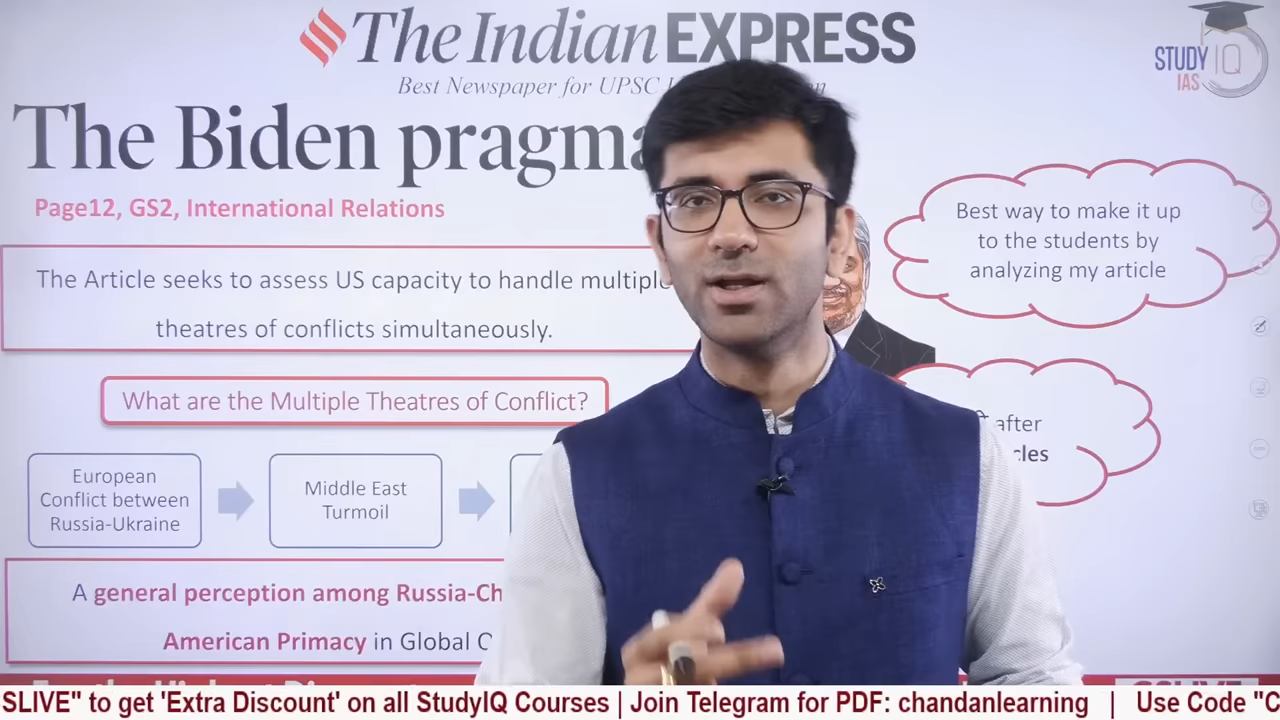 The Indian EXPRESS
Best Newspaper for UPSC
STUDY IQ
IAS
The Biden pragma
Page12, GS2, International Relations
The Article seeks to assess US capacity to handle multiple
theatres of conflicts simultaneously.
Best way to make it up
to the students by
analyzing my article
What are the Multiple Theatres of Conflict?
after
cles
European
Conflict between
Russia-Ukraine
Middle East
Turmoil
A general perception among Russia-Ch
American Primacy in Global O
SLIVE" to get 'Extra Discount' on all StudyIQ Courses | Join Telegram for PDF: chandanlearning | Use Code "C